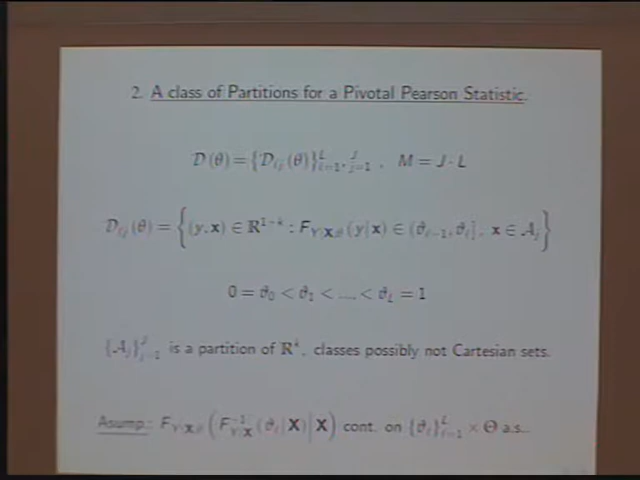 2. A class of Partitions for a Pivotal Pearson Statistic.
𝒟(θ) = {𝒟ᵢⱼ(θ)}ᴸᵢ₌₁,ᴶⱼ₌₁ , M = J · L
𝒟ᵢⱼ(θ) = {(y, x) ∈ ℝ¹⁺ᵏ : F_{Y|X,θ}(y|x) ∈ (ϑᵢ₋₁, ϑᵢ], x ∈ 𝒜ⱼ}
0 = ϑ₀ < ϑ₁ < .... < ϑ_L = 1
{𝒜ⱼ}ᴶⱼ₌₁ is a partition of ℝᵏ, classes possibly not Cartesian sets.
Asump.: F_{Y|X,θ}(F⁻¹_{Y|X}(ϑᵢ|X)|X) cont. on {ϑᵢ}ᴸᵢ₌₁ × Θ a.s..